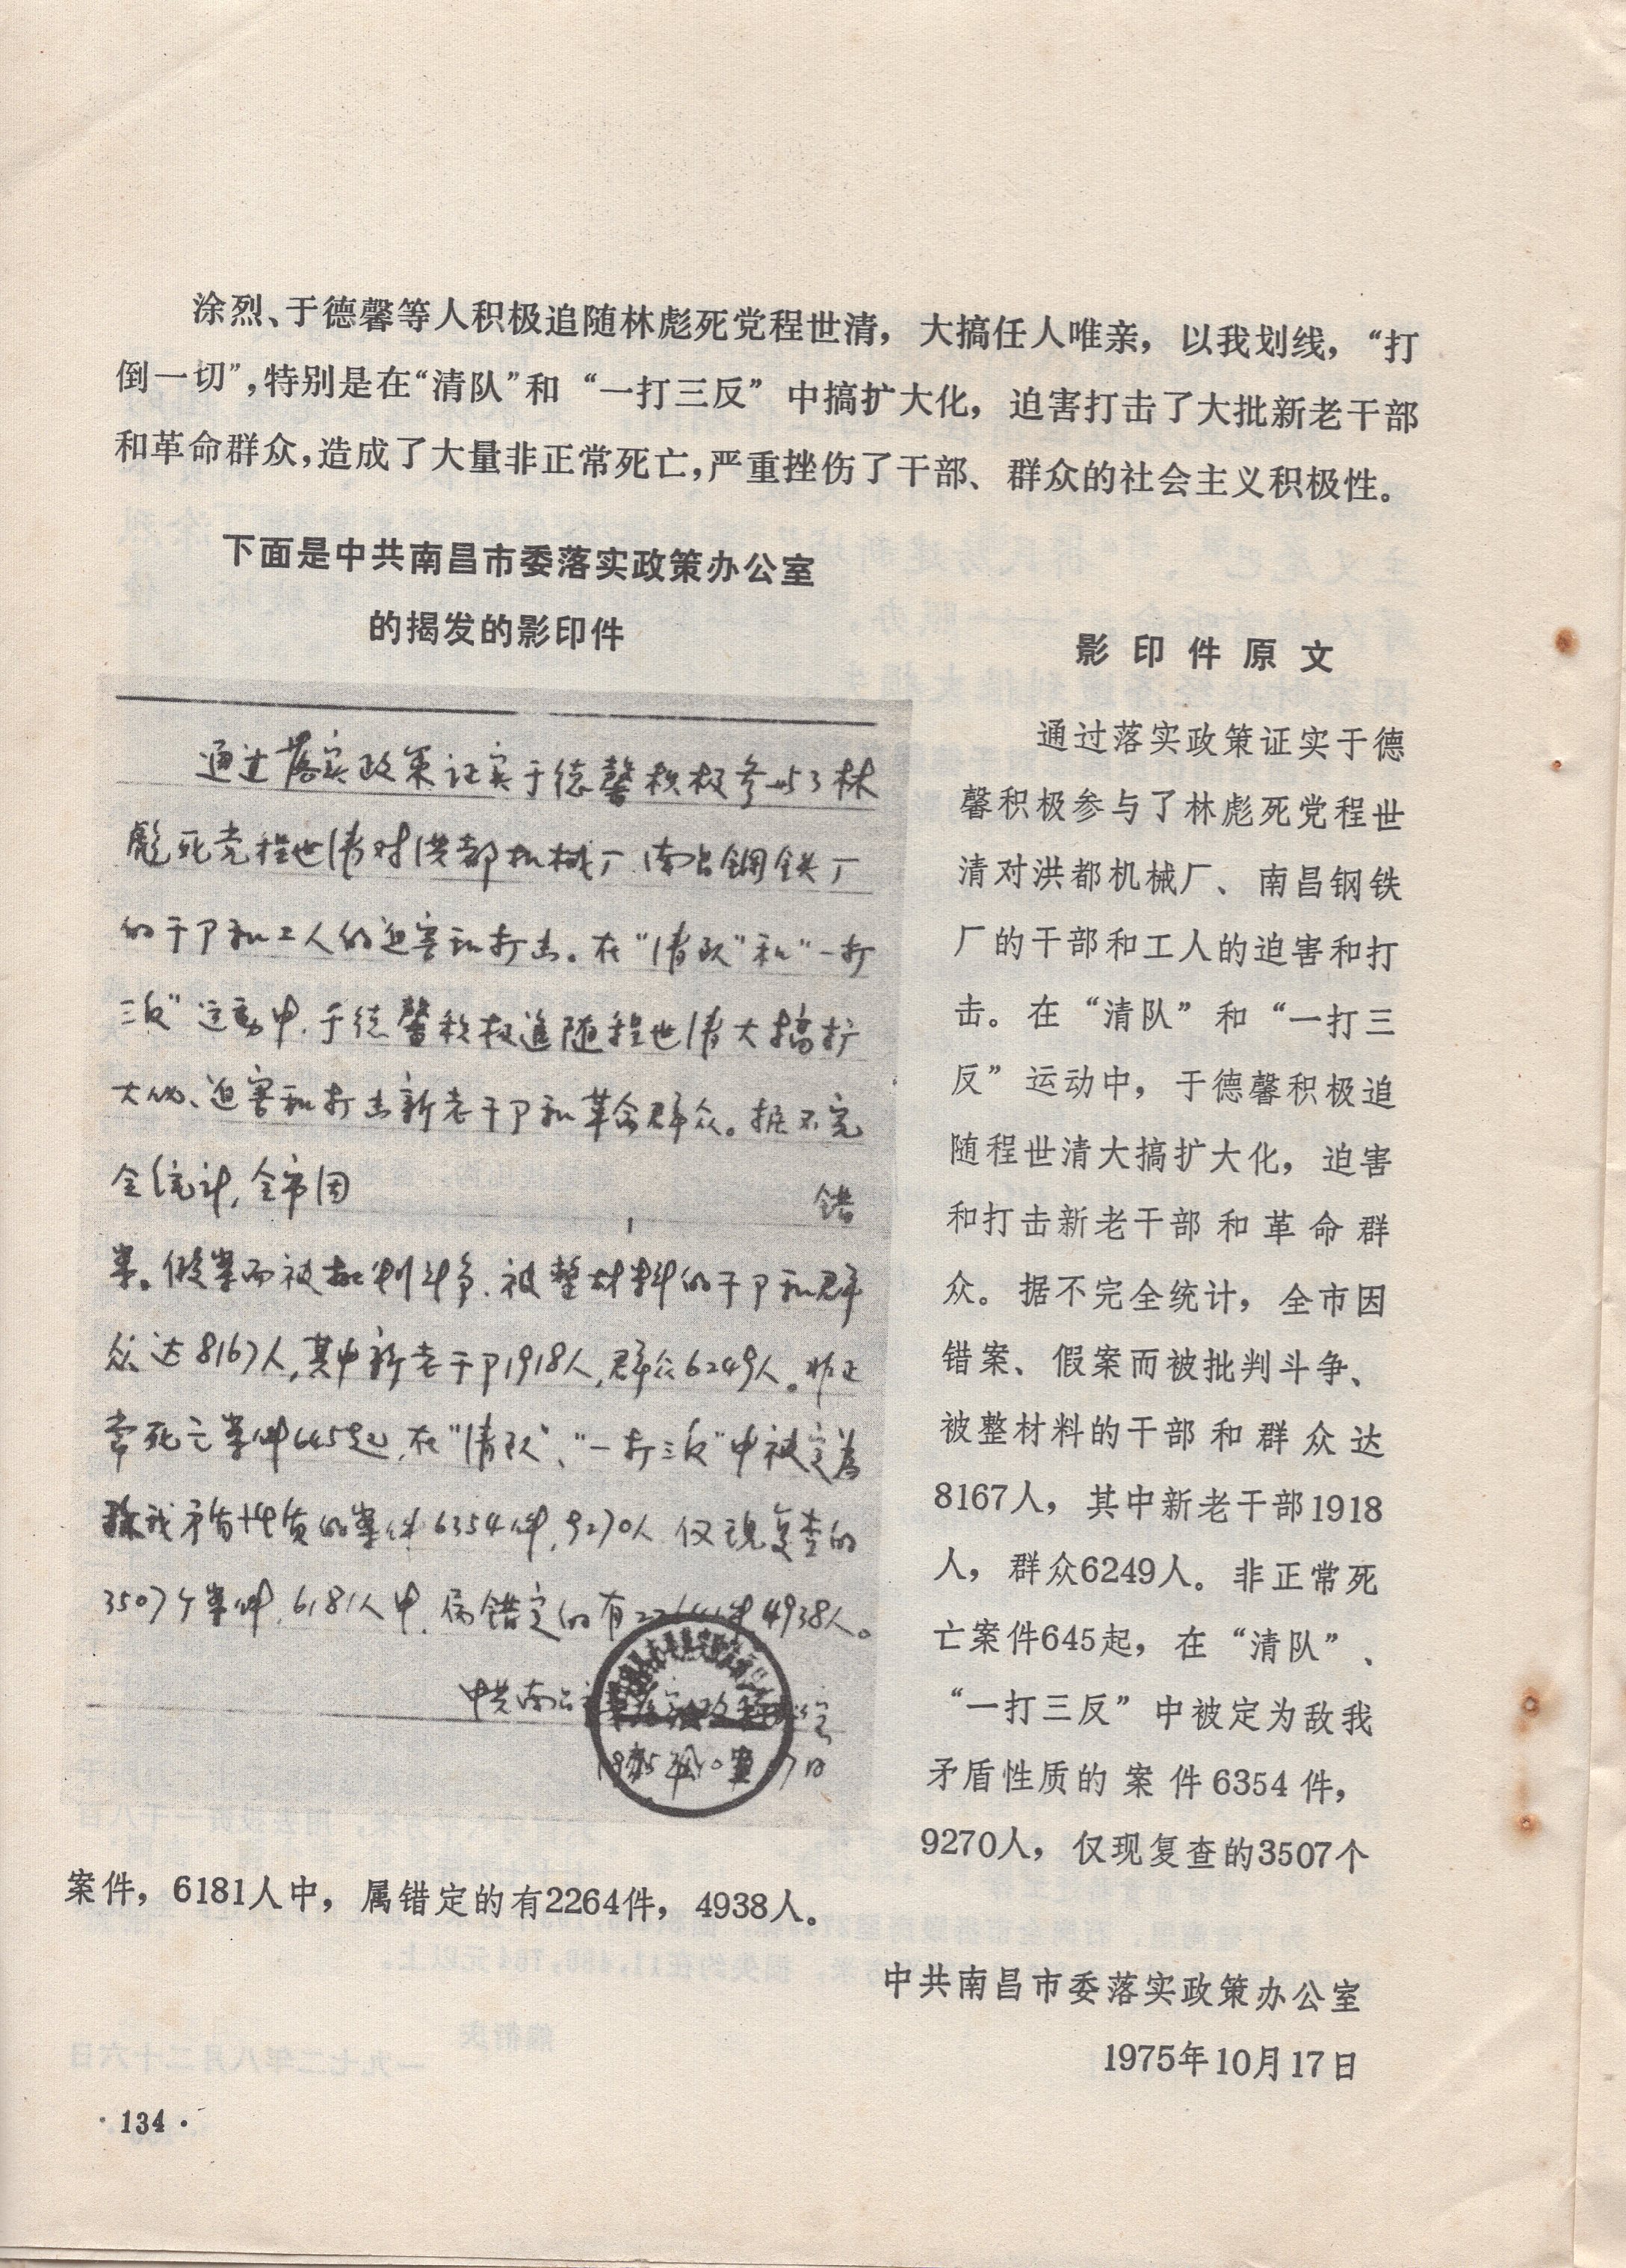 涂烈、于德馨等人积极追随林彪死党程世清，大搞任人唯亲，以我划线，“打
倒一切”，特别是在“清队”和“一打三反”中搞扩大化，迫害打击了大批新老干部
和革命群众，造成了大量非正常死亡，严重挫伤了干部、群众的社会主义积极性。
下面是中共南昌市委落实政策办公室
的揭发的影印件
通过落实政策证实于德馨积极参与了林
彪死党程世清对洪都机械厂、南昌钢铁厂
的干卩和工人的迫害和打击。在“清队”和“一打
三反”运动中，于德馨积极追随程世清大搞扩
大化、迫害和打击新老干卩和革命群众。据不完
全统计，全市因 错
案。假案而被批判斗争、被整材料的干卩和群
众达8167人，其中新老干卩1918人，群众6249人。非正
常死亡案件645起，在“清队”、“一打三反”中被定为
敌我矛盾性质的案件6354件，9270人，仅现复查的
3507个案件，6181人中，属错定的有2264件4938人。
中共南昌市委落实政策办公室
1975年10月17日
影印件原文
通过落实政策证实于德
馨积极参与了林彪死党程世
清对洪都机械厂、南昌钢铁
厂的干部和工人的迫害和打
击。在“清队”和“一打三
反”运动中，于德馨积极追
随程世清大搞扩大化，迫害
和打击新老干部和革命群
众。据不完全统计，全市因
错案、假案而被批判斗争、
被整材料的干部和群众达
8167人，其中新老干部1918
人，群众6249人。非正常死
亡案件645起，在“清队”、
“一打三反”中被定为敌我
矛盾性质的案件6354件，
9270人，仅现复查的3507个
案件，6181人中，属错定的有2264件，4938人。
中共南昌市委落实政策办公室
1975年10月17日
·134·